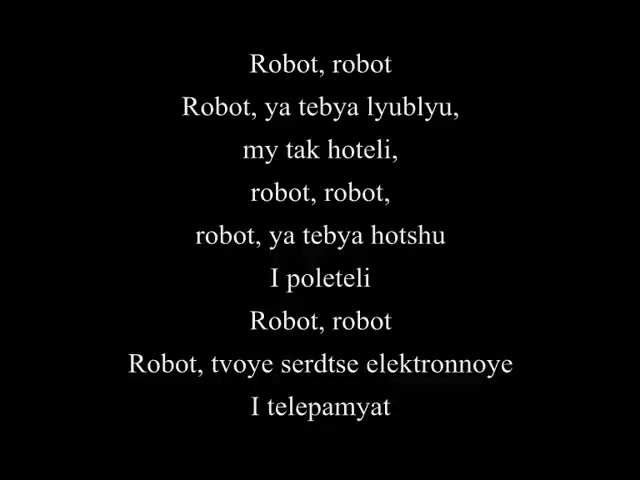 Robot, robot
Robot, ya tebya lyublyu,
my tak hoteli,
robot, robot,
robot, ya tebya hotshu
I poleteli
Robot, robot
Robot, tvoye serdtse elektronnoye
I telepamyat